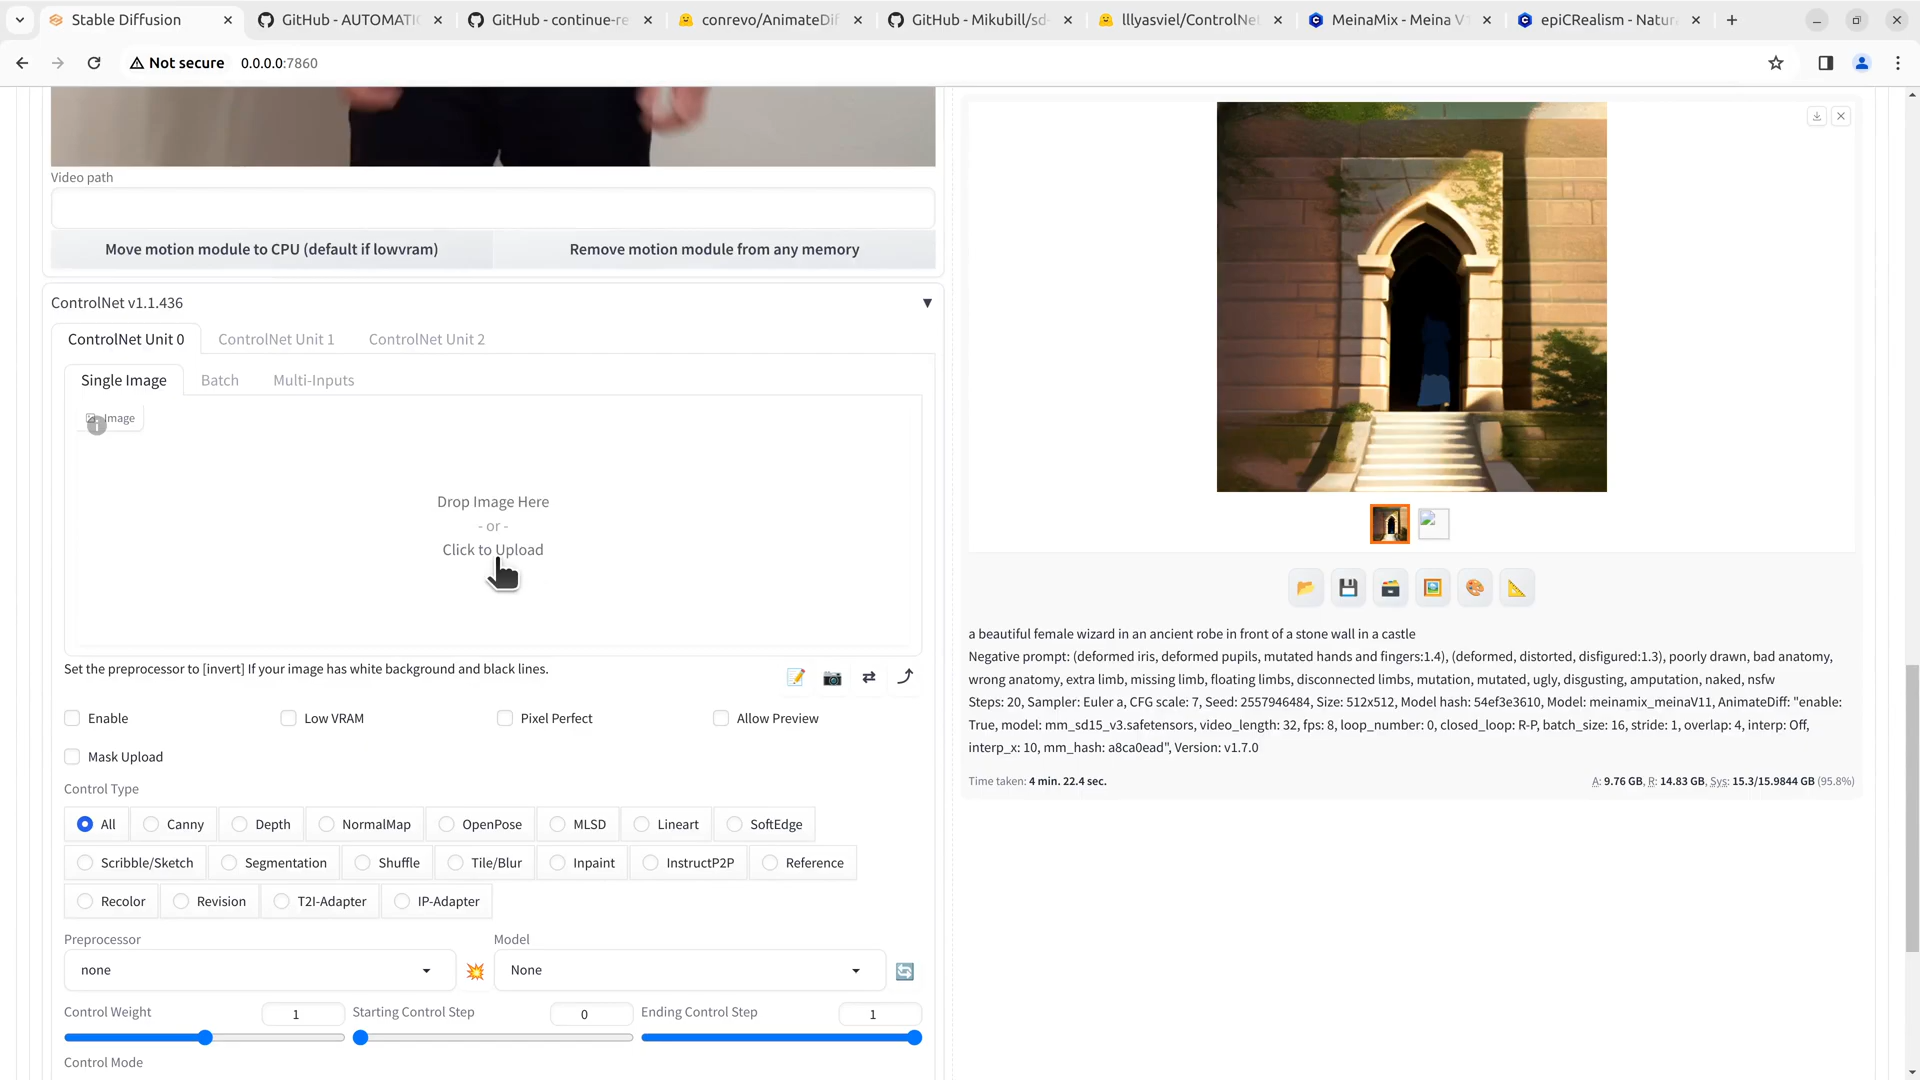 Stable Diffusion
GitHub - AUTOMATIC
GitHub - continue-re
conrevo/AnimateDif
GitHub - Mikubill/sd-
lllyasviel/ControlNet
MeinaMix - Meina V1
epiCRealism - Natur
Not secure 0.0.0.0:7860
Video path
Move motion module to CPU (default if lowvram)
Remove motion module from any memory
ControlNet v1.1.436
ControlNet Unit 0
ControlNet Unit 1
ControlNet Unit 2
Single Image
Batch
Multi-Inputs
Image
Drop Image Here
- or -
Click to Upload
Set the preprocessor to [invert] If your image has white background and black lines.
Enable
Low VRAM
Pixel Perfect
Allow Preview
Mask Upload
Control Type
All
Canny
Depth
NormalMap
OpenPose
MLSD
Lineart
SoftEdge
Scribble/Sketch
Segmentation
Shuffle
Tile/Blur
Inpaint
InstructP2P
Reference
Recolor
Revision
T2I-Adapter
IP-Adapter
Preprocessor
none
Model
None
Control Weight
1
Starting Control Step
0
Ending Control Step
1
Control Mode
a beautiful female wizard in an ancient robe in front of a stone wall in a castle
Negative prompt: (deformed iris, deformed pupils, mutated hands and fingers:1.4), (deformed, distorted, disfigured:1.3), poorly drawn, bad anatomy,
wrong anatomy, extra limb, missing limb, floating limbs, disconnected limbs, mutation, mutated, ugly, disgusting, amputation, naked, nsfw
Steps: 20, Sampler: Euler a, CFG scale: 7, Seed: 2557946484, Size: 512x512, Model hash: 54ef3e3610, Model: meinamix_meinaV11, AnimateDiff: "enable:
True, model: mm_sd15_v3.safetensors, video_length: 32, fps: 8, loop_number: 0, closed_loop: R-P, batch_size: 16, stride: 1, overlap: 4, interp: Off,
interp_x: 10, mm_hash: a8ca0ead", Version: v1.7.0
Time taken: 4 min. 22.4 sec.
A: 9.76 GB, R: 14.83 GB, Sys: 15.3/15.9844 GB (95.8%)